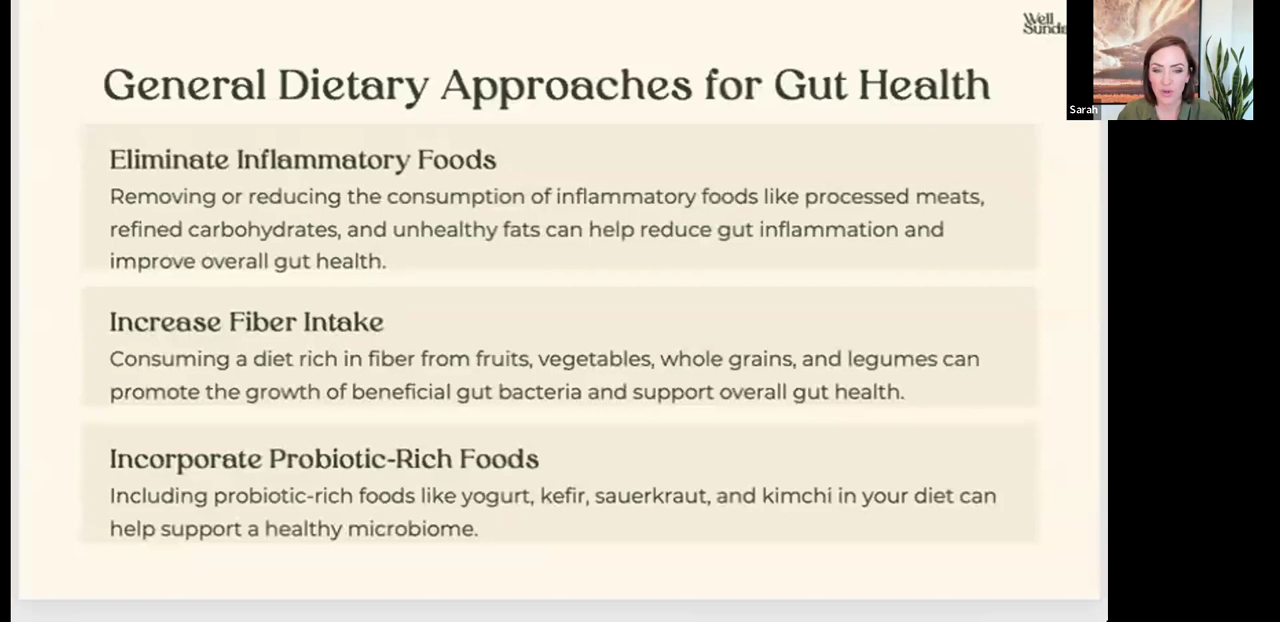 Well
General Dietary Approaches for Gut Health
Eliminate Inflammatory Foods
Removing or reducing the consumption of inflammatory foods like processed meats,
refined carbohydrates, and unhealthy fats can help reduce gut inflammation and
improve overall gut health.
Increase Fiber Intake
Consuming a diet rich in fiber from fruits, vegetables, whole grains, and legumes can
promote the growth of beneficial gut bacteria and support overall gut health.
Incorporate Probiotic-Rich Foods
Including probiotic-rich foods like yogurt, kefir, sauerkraut, and kimchi in your diet can
help support a healthy microbiome.
Sarah